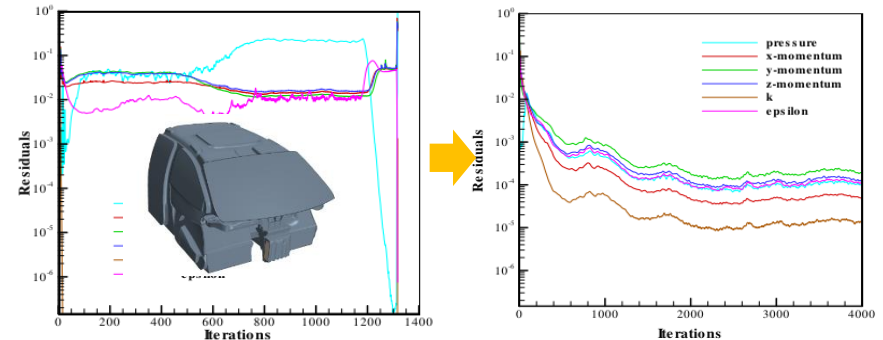 10^0
10^-1
10^-2
10^-3
10^-4
10^-5
10^-6
Residuals
0 200 400 600 800 1000 1200 1400
Iterations
epsilon
10^0
10^-1
10^-2
10^-3
10^-4
10^-5
10^-6
Residuals
pressure
x-momentum
y-momentum
z-momentum
k
epsilon
0 1000 2000 3000 4000
Iterations